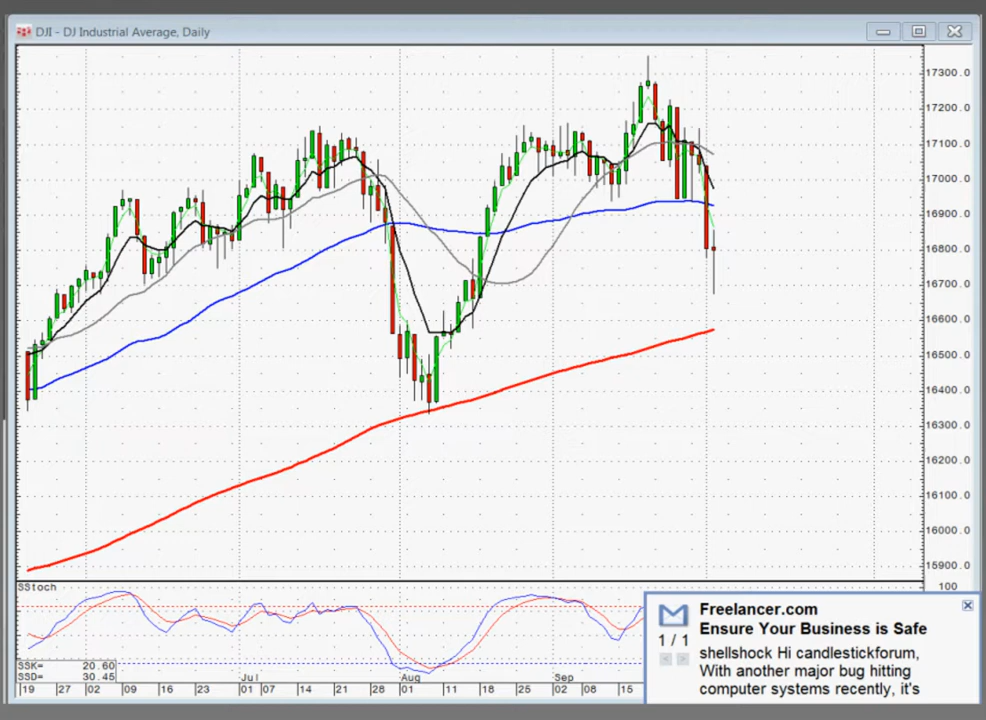 DJI - DJ Industrial Average, Daily
17300.0
17200.0
17100.0
17000.0
16900.0
16800.0
16700.0
16600.0
16500.0
16400.0
16300.0
16200.0
16100.0
16000.0
15900.0
SStoch
100
SSK= 20.60
SSD= 30.45
Jul Aug Sep
19 27 02 09 16 23 01 07 14 21 28 04 11 18 25 02 08 15
Freelancer.com
Ensure Your Business is Safe
1 / 1
shellshock Hi candlestickforum,
With another major bug hitting
computer systems recently, it's